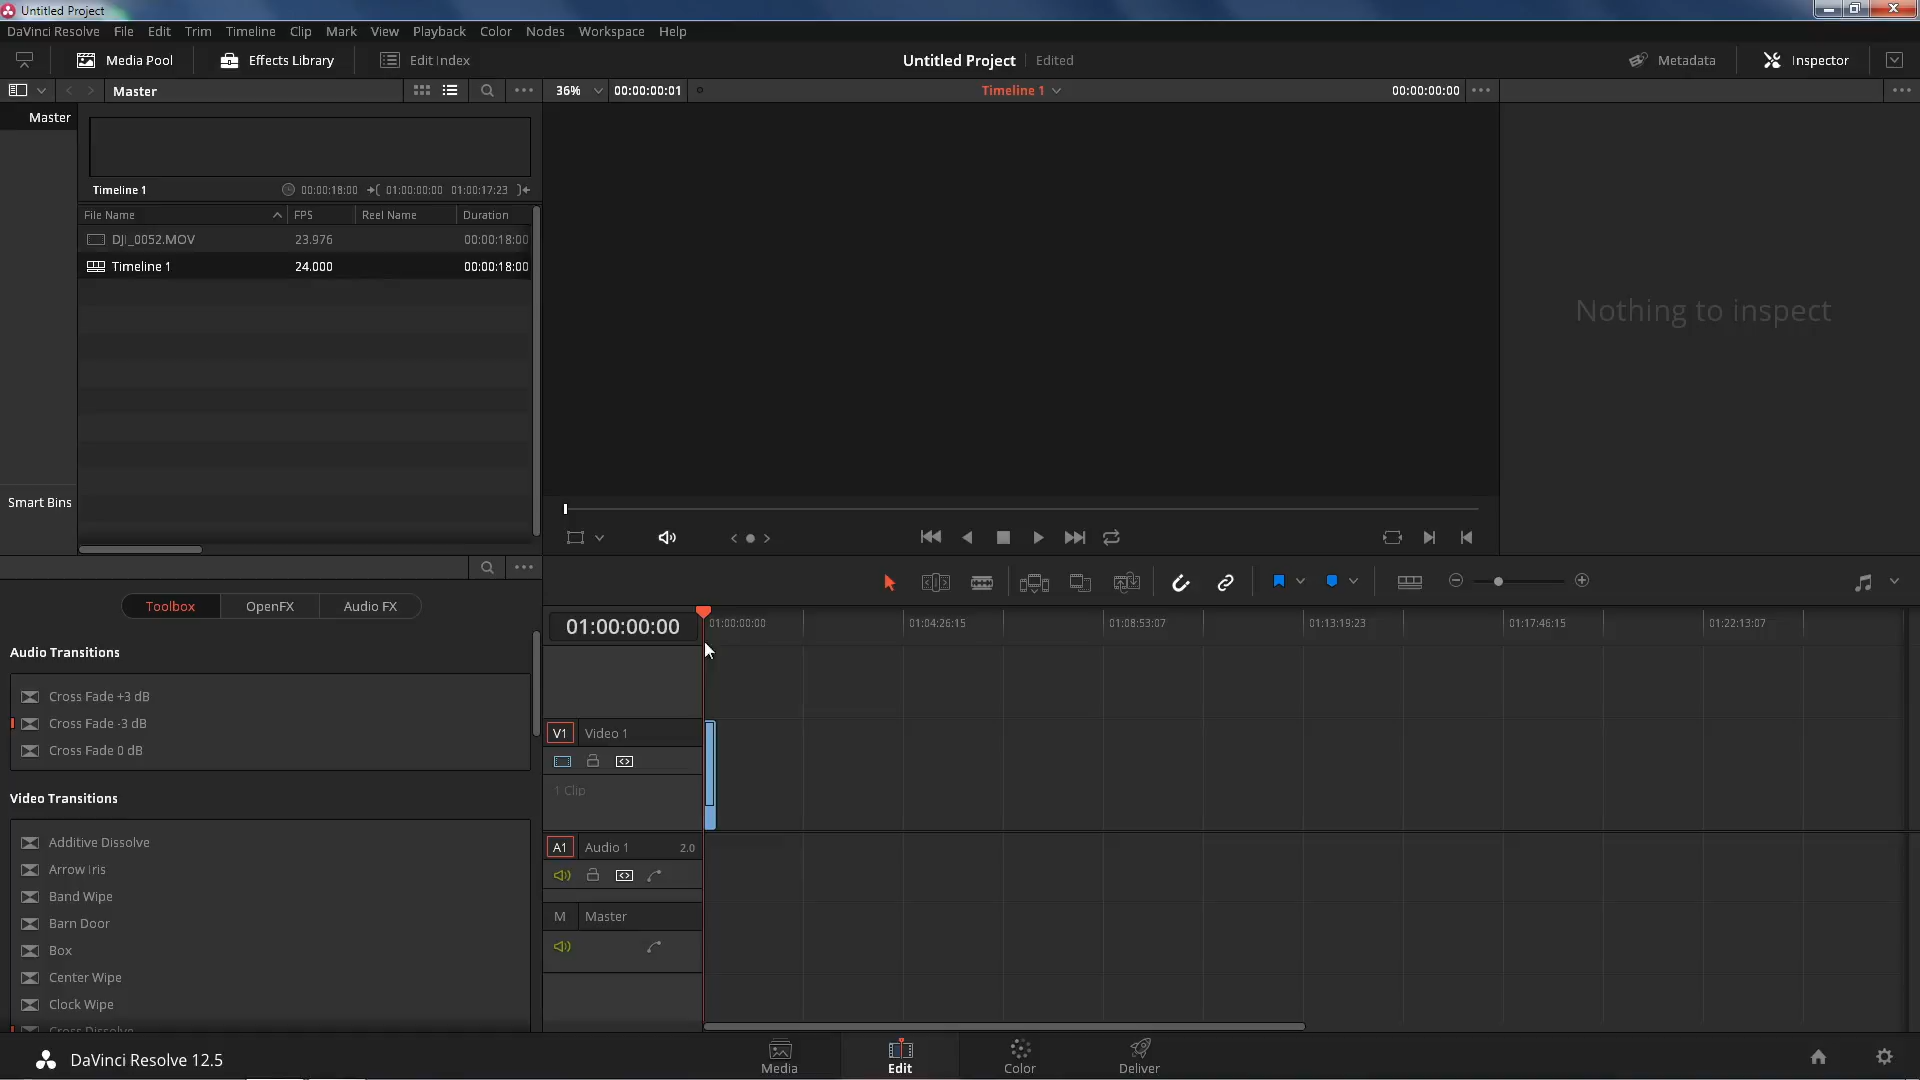 Untitled Project
DaVinci Resolve File Edit Trim Timeline Clip Mark View Playback Color Nodes Workspace Help
Media Pool Effects Library Edit Index Untitled Project Edited Metadata Inspector
Master 36% 00:00:00:01 Timeline 1 00:00:00:00
Master
Timeline 1 00:00:18:00 01:00:00:00 01:00:17:23
File Name FPS Reel Name Duration
DJI_0052.MOV 23.976 00:00:18:00
Timeline 1 24.000 00:00:18:00
Nothing to inspect
Smart Bins
Toolbox OpenFX Audio FX
01:00:00:00 01:00:00:00 01:04:26:15 01:08:53:07 01:13:19:23 01:17:46:15 01:22:13:07
Audio Transitions
Cross Fade +3 dB
Cross Fade -3 dB
Cross Fade 0 dB
V1 Video 1
1 Clip
Video Transitions
Additive Dissolve
Arrow Iris
Band Wipe
Barn Door
Box
Center Wipe
Clock Wipe
Cross Dissolve
A1 Audio 1 2.0
M Master
DaVinci Resolve 12.5 Media Edit Color Deliver